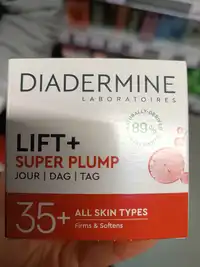 DIADERMINE
LABORATOIRES
LIFT+
SUPER PLUMP
JOUR | DAG | TAG
35+
ALL SKIN TYPES
Firms & Softens